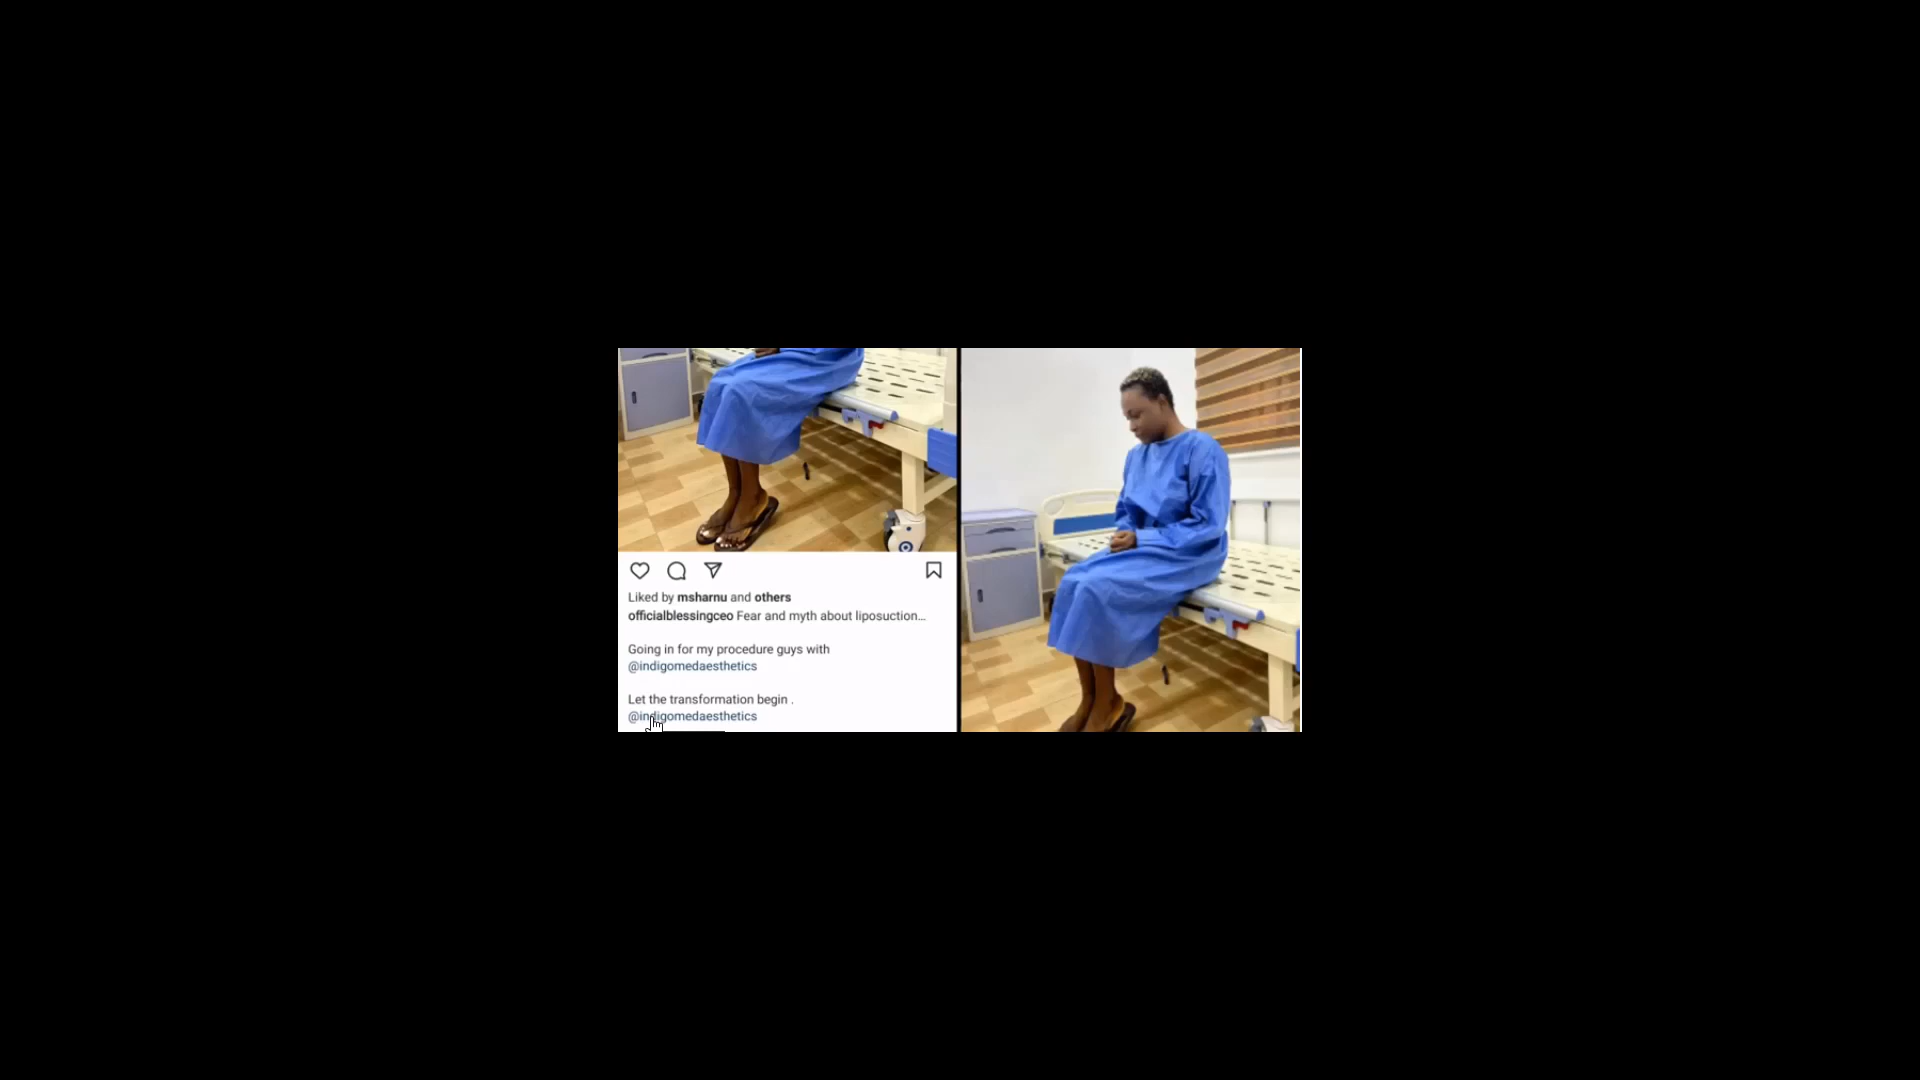 Liked by msharnu and others
officialblessingceo Fear and myth about liposuction...
Going in for my procedure guys with
@indigomedaesthetics
Let the transformation begin .
@indigomedaesthetics